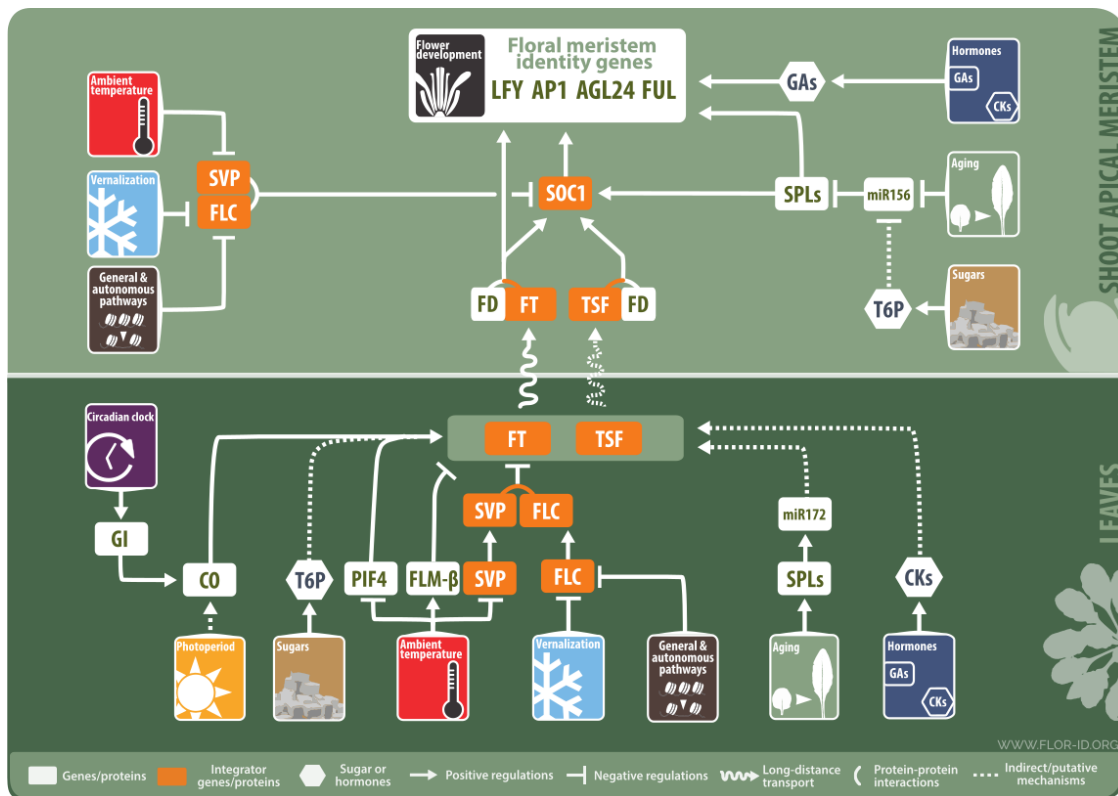 Flower
development
Floral meristem
identity genes
LFY AP1 AGL24 FUL
Ambient
temperature
Vernalization
General &
autonomous
pathways
SVP
FLC
SOC1
GAs
Hormones
GAs
CKs
SPLs
miR156
Aging
T6P
Sugars
FD
FT
TSF
FD
SHOOT APICAL MERISTEM
Circadian clock
GI
CO
FT
TSF
SVP
FLC
T6P
PIF4
FLM-β
SVP
FLC
miR172
SPLs
CKs
Photoperiod
Sugars
Ambient
temperature
Vernalization
General &
autonomous
pathways
Aging
Hormones
GAs
CKs
LEAVES
WWW.FLOR-ID.ORG
Genes/proteins
Integrator
genes/proteins
Sugar or
hormones
Positive regulations
Negative regulations
Long-distance
transport
Protein-protein
interactions
Indirect/putative
mechanisms